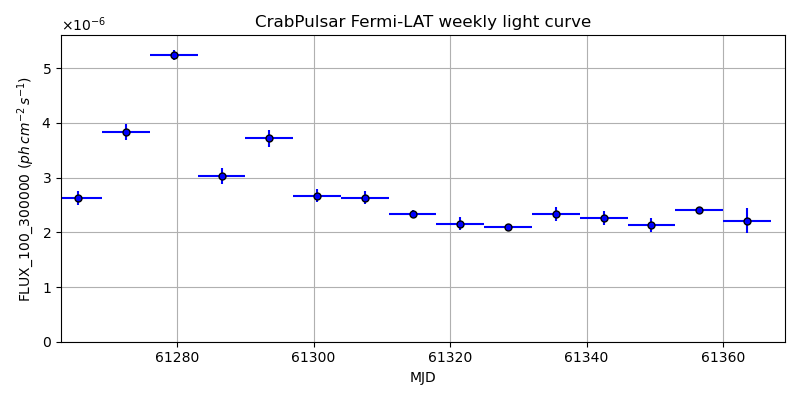 CrabPulsar Fermi-LAT weekly light curve
×10⁻⁶
FLUX_100_300000 (ph cm⁻² s⁻¹)
5
4
3
2
1
0
61280 61300 61320 61340 61360
MJD